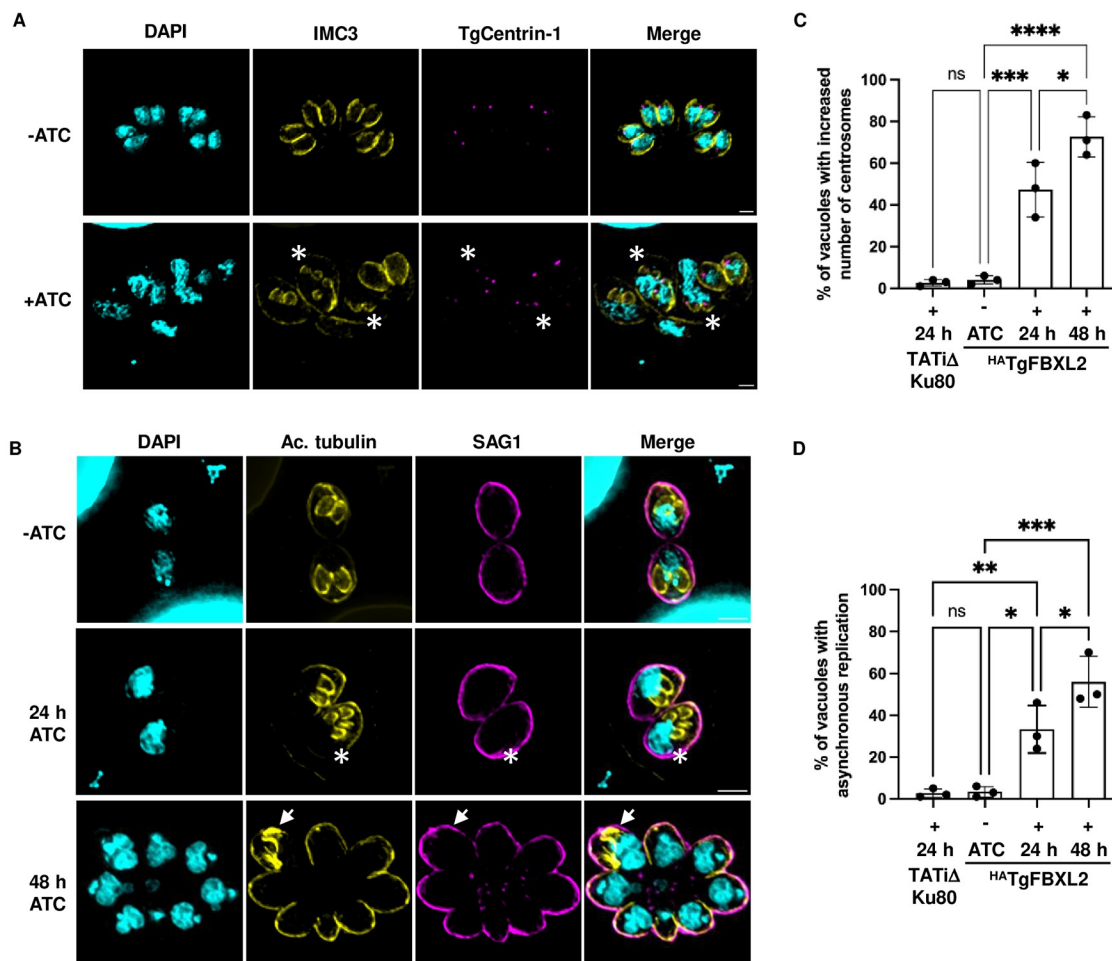 A
DAPI IMC3 TgCentrin-1 Merge
-ATC
* * *
+ATC
* * *
B
DAPI Ac. tubulin SAG1 Merge
-ATC
24 h
ATC
* * *
48 h
ATC
C
****
ns *** *
% of vacuoles with increased
number of centrosomes
100
80
60
40
20
0
+ - + +
24 h ATC 24 h 48 h
TATiΔ
Ku80
HATgFBXL2
D
***
**
ns * *
% of vacuoles with
asynchronous replication
100
80
60
40
20
0
+ - + +
24 h ATC 24 h 48 h
TATiΔ
Ku80
HATgFBXL2